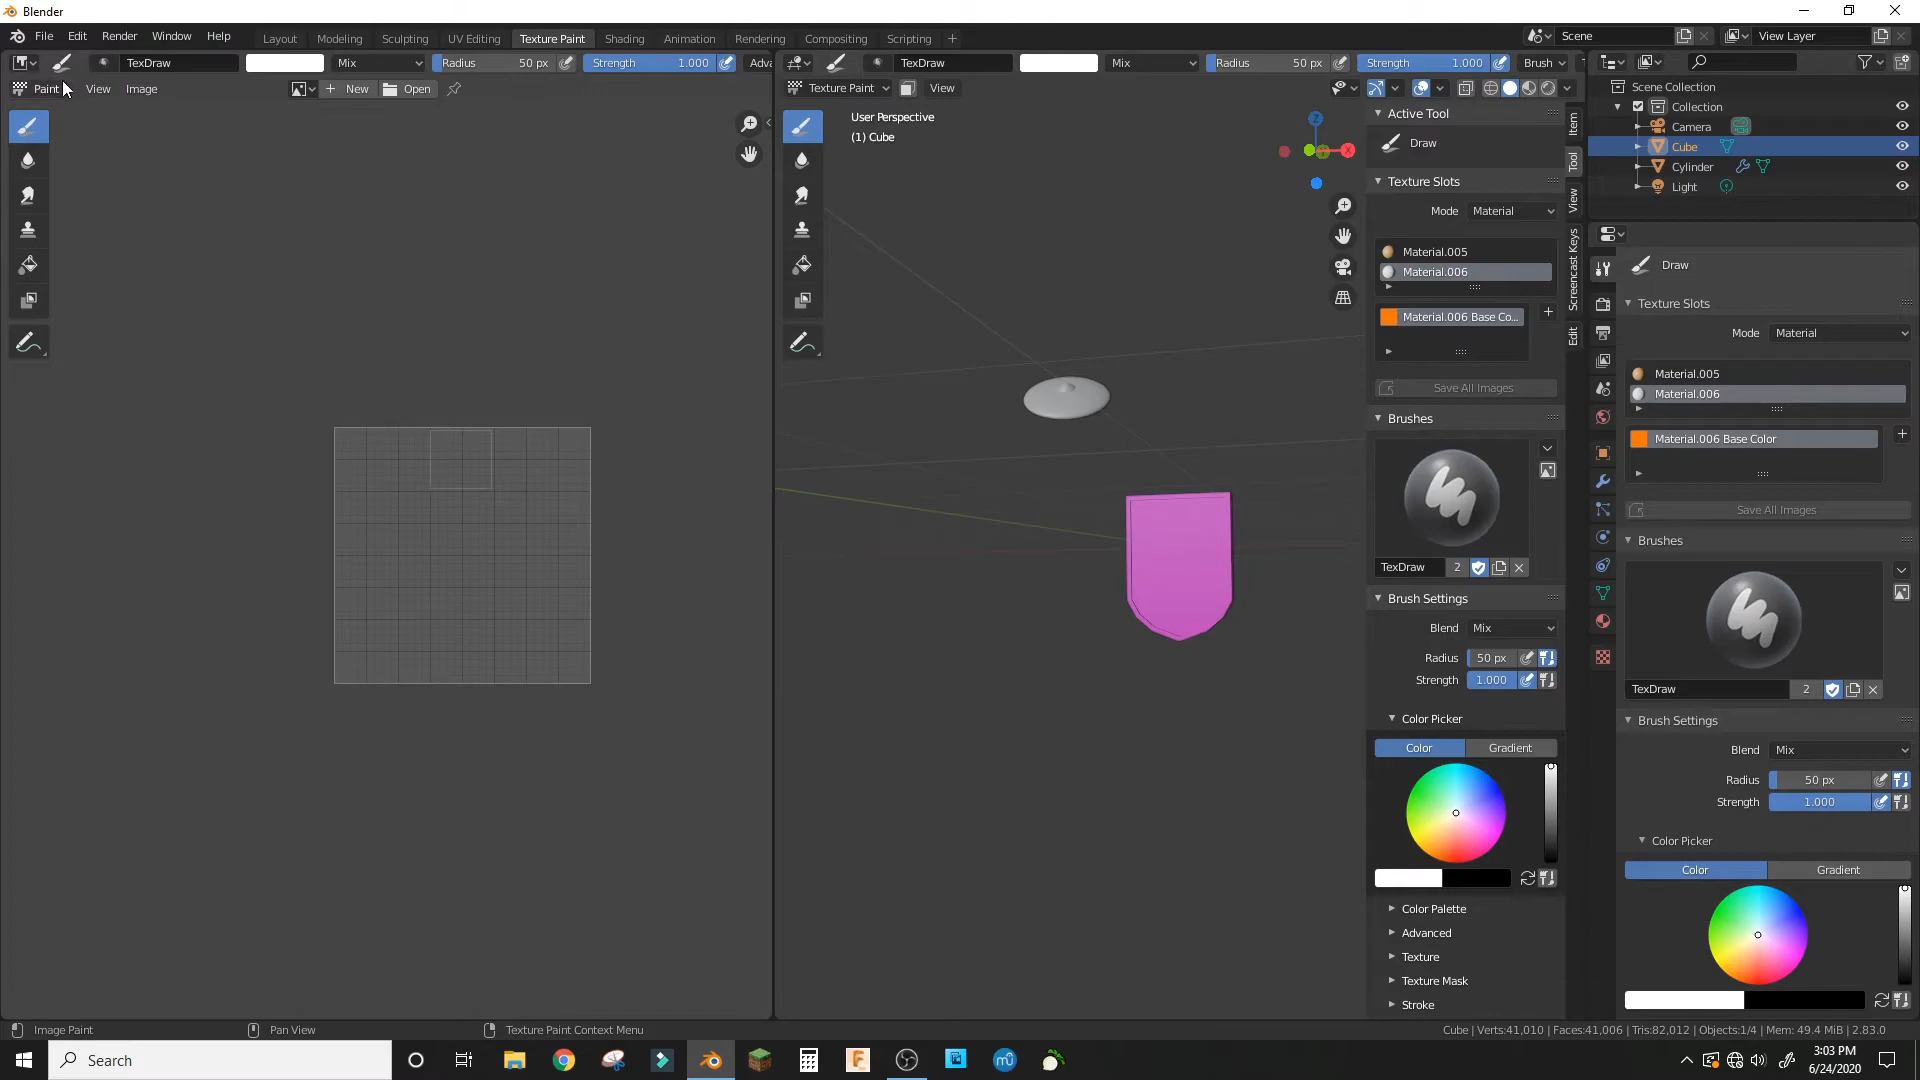 Blender
File Edit Render Window Help Layout Modeling Sculpting UV Editing Texture Paint Shading Animation Rendering Compositing Scripting Scene View Layer
TexDraw Mix Radius 50 px Strength 1.000 Adva
TexDraw Mix Radius 50 px Strength 1.000 Brush
Paint View Image New Open
Texture Paint View
User Perspective
(1) Cube
Z
X
Active Tool
Draw
Texture Slots
Mode Material
Material.005
Material.006
Material.006 Base Co...
Save All Images
Brushes
TexDraw 2
Brush Settings
Blend Mix
Radius 50 px
Strength 1.000
Color Picker
Color Gradient
Color Palette
Advanced
Texture
Texture Mask
Stroke
Item
Tool
View
Screencast Keys
Edit
Scene Collection
Collection
Camera
Cube
Cylinder
Light
Draw
Texture Slots
Mode Material
Material.005
Material.006
Material.006 Base Color
Save All Images
Brushes
TexDraw 2
Brush Settings
Blend Mix
Radius 50 px
Strength 1.000
Color Picker
Color Gradient
Image Paint Pan View Texture Paint Context Menu Cube | Verts:41,010 | Faces:41,006 | Tris:82,012 | Objects:1/4 | Mem: 49.4 MiB | 2.83.0
Search
3:03 PM
6/24/2020